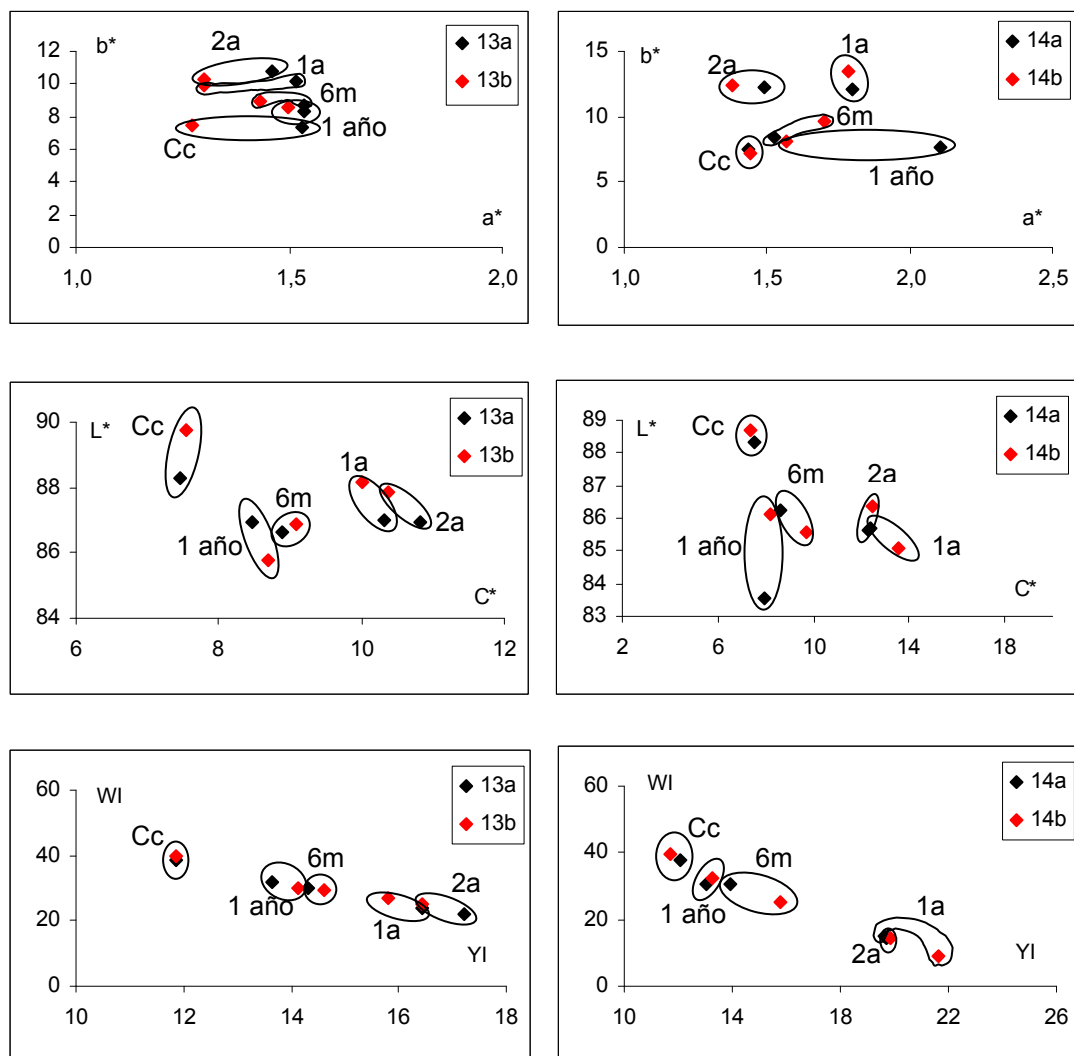 b*
12
10
8
6
4
2
0
1,0 1,5 2,0
a*
2a
1a
6m
1 año
Cc
13a
13b
b*
15
10
5
0
1,0 1,5 2,0 2,5
a*
2a
1a
6m
Cc
1 año
14a
14b
L*
90
88
86
84
6 8 10 12
C*
Cc
1a
6m
2a
1 año
13a
13b
L*
89
88
87
86
85
84
83
2 6 10 14 18
C*
Cc
6m
2a
1 año
1a
14a
14b
WI
60
40
20
0
10 12 14 16 18
YI
Cc
6m
1 año
2a
1a
13a
13b
WI
60
40
20
0
10 14 18 22 26
YI
Cc
6m
1 año
1a
2a
14a
14b